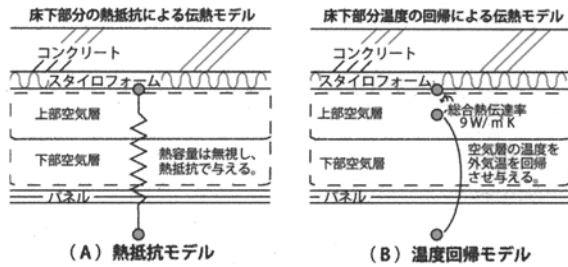 床下部分の熱抵抗による伝熱モデル
コンクリート
スタイロフォーム
上部空気層
下部空気層
熱容量は無視し、
熱抵抗で与える。
パネル
(A) 熱抵抗モデル
床下部分温度の回帰による伝熱モデル
コンクリート
スタイロフォーム
総合熱伝達率
9W/㎡K
上部空気層
下部空気層
空気層の温度を
外気温を回帰
させ与える。
パネル
(B) 温度回帰モデル